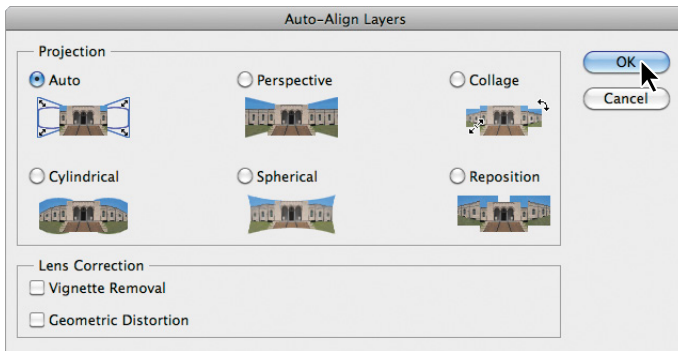 Auto-Align Layers
Projection
Auto
Perspective
Collage
Cylindrical
Spherical
Reposition
Lens Correction
Vignette Removal
Geometric Distortion
OK
Cancel